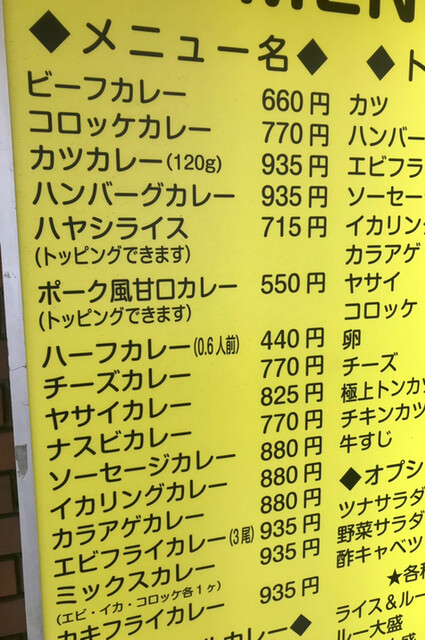 MEN
◆メニュー名◆
ビーフカレー 660円
コロッケカレー 770円
カツカレー(120g) 935円
ハンバーグカレー 935円
ハヤシライス 715円
(トッピングできます)
ポーク風甘口カレー 550円
(トッピングできます)
ハーフカレー(0.6人前) 440円
チーズカレー 770円
ヤサイカレー 825円
ナスビカレー 770円
ソーセージカレー 880円
イカリングカレー 880円
カラアゲカレー 880円
エビフライカレー(3尾) 935円
ミックスカレー 935円
(エビ・イカ・コロッケ各1ヶ)
カキフライカレー 935円
ルカレー◆
◆ト
カツ
ハンバー
エビフラ
ソーセー
イカリング
カラアゲ
ヤサイ
コロッケ
卵
チーズ
極上トンカツ
チキンカツ
牛すじ
◆オプシ
ツナサラダ
野菜サラダ
酢キャベツ
★各種
ライス&ルー
ルー大盛